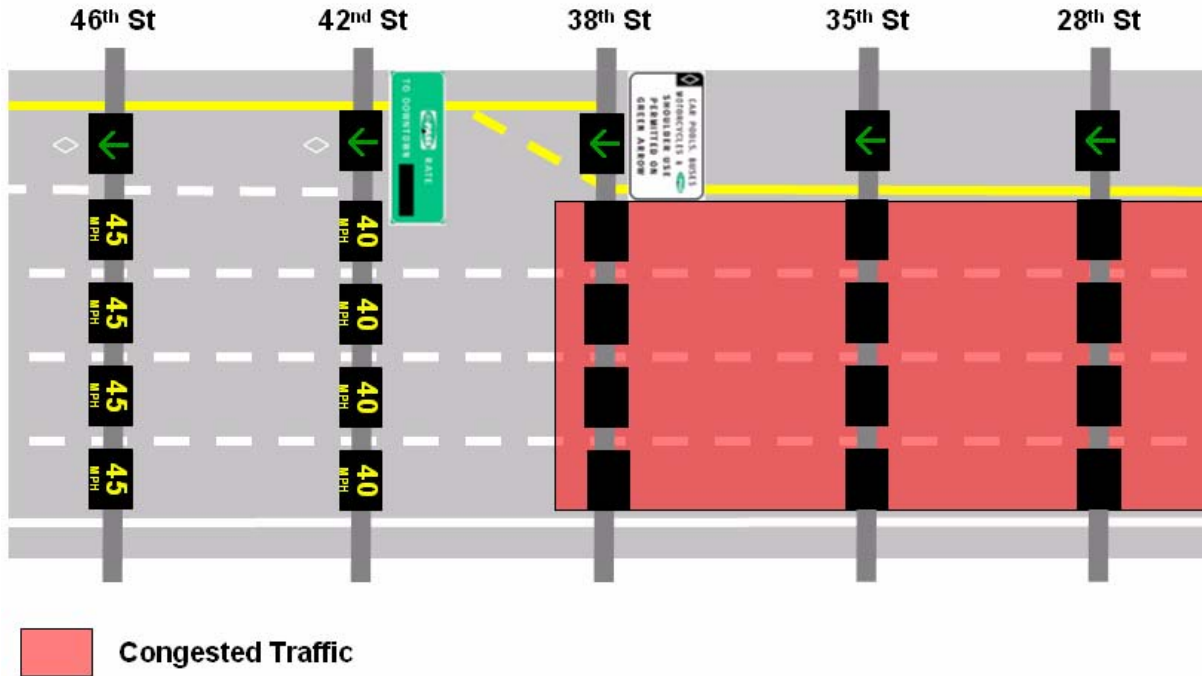 46th St
42nd St
38th St
35th St
28th St
45
MPH
45
MPH
45
MPH
45
MPH
40
MPH
40
MPH
40
MPH
40
MPH
RATE
TO DOWNTOWN
CAR POOLS, BUSES
MOTORCYCLES &
SHOULDER USE
PERMITTED ON
GREEN ARROW
Congested Traffic